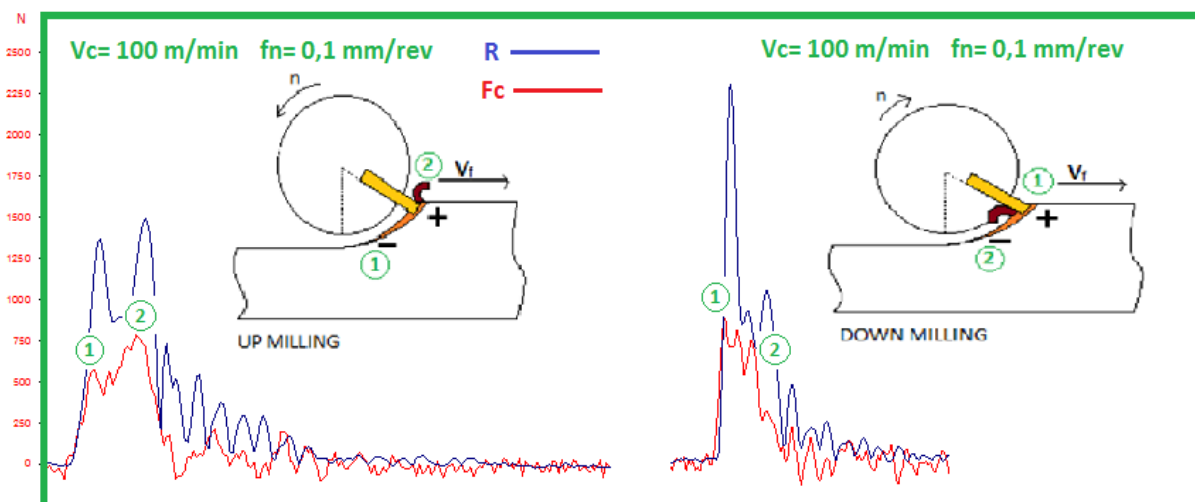 N
2500
2250
2000
1750
1500
1250
1000
750
500
250
0
Vc= 100 m/min fn= 0,1 mm/rev
R
Fc
n
2
Vf
+
−
1
UP MILLING
1
2
Vc= 100 m/min fn= 0,1 mm/rev
n
1
Vf
+
−
2
DOWN MILLING
1
2